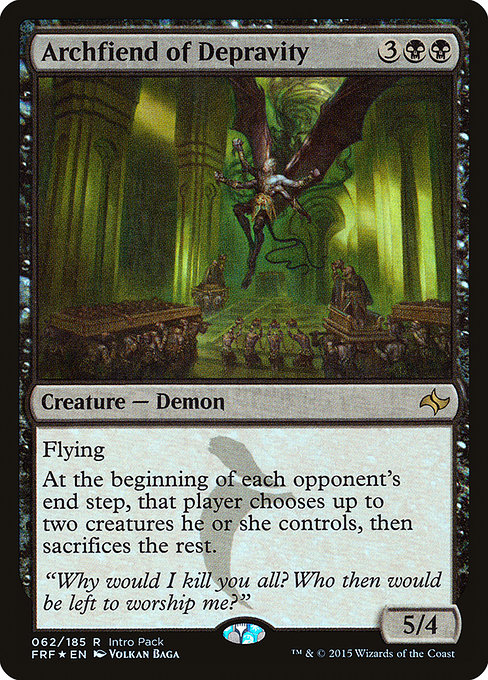 Archfiend of Depravity 3
Creature — Demon
Flying
At the beginning of each opponent's
end step, that player chooses up to
two creatures he or she controls, then
sacrifices the rest.
“Why would I kill you all? Who then would
be left to worship me?”
5/4
062/185 R Intro Pack
FRF ★ EN Volkan Baga
™ & © 2015 Wizards of the Coast